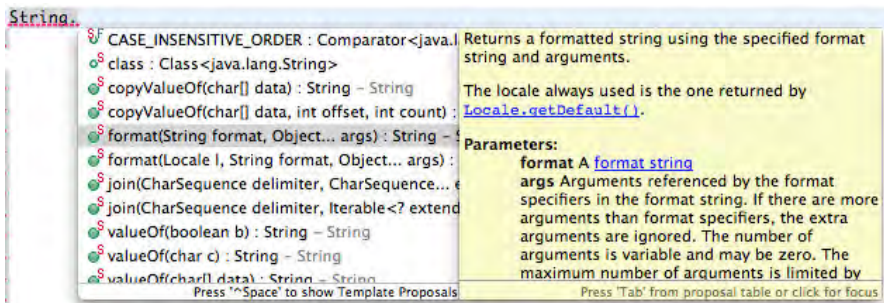 String.
CASE_INSENSITIVE_ORDER : Comparator<java.l
class : Class<java.lang.String>
copyValueOf(char[] data) : String – String
copyValueOf(char[] data, int offset, int count) :
format(String format, Object... args) : String – S
format(Locale l, String format, Object... args) :
join(CharSequence delimiter, CharSequence... e
join(CharSequence delimiter, Iterable<? extend
valueOf(boolean b) : String – String
valueOf(char c) : String – String
valueOf(char[] data) : String – String
Press '^Space' to show Template Proposals
Returns a formatted string using the specified format
string and arguments.
The locale always used is the one returned by
Locale.getDefault().
Parameters:
format A format string
args Arguments referenced by the format
specifiers in the format string. If there are more
arguments than format specifiers, the extra
arguments are ignored. The number of
arguments is variable and may be zero. The
maximum number of arguments is limited by
Press 'Tab' from proposal table or click for focus